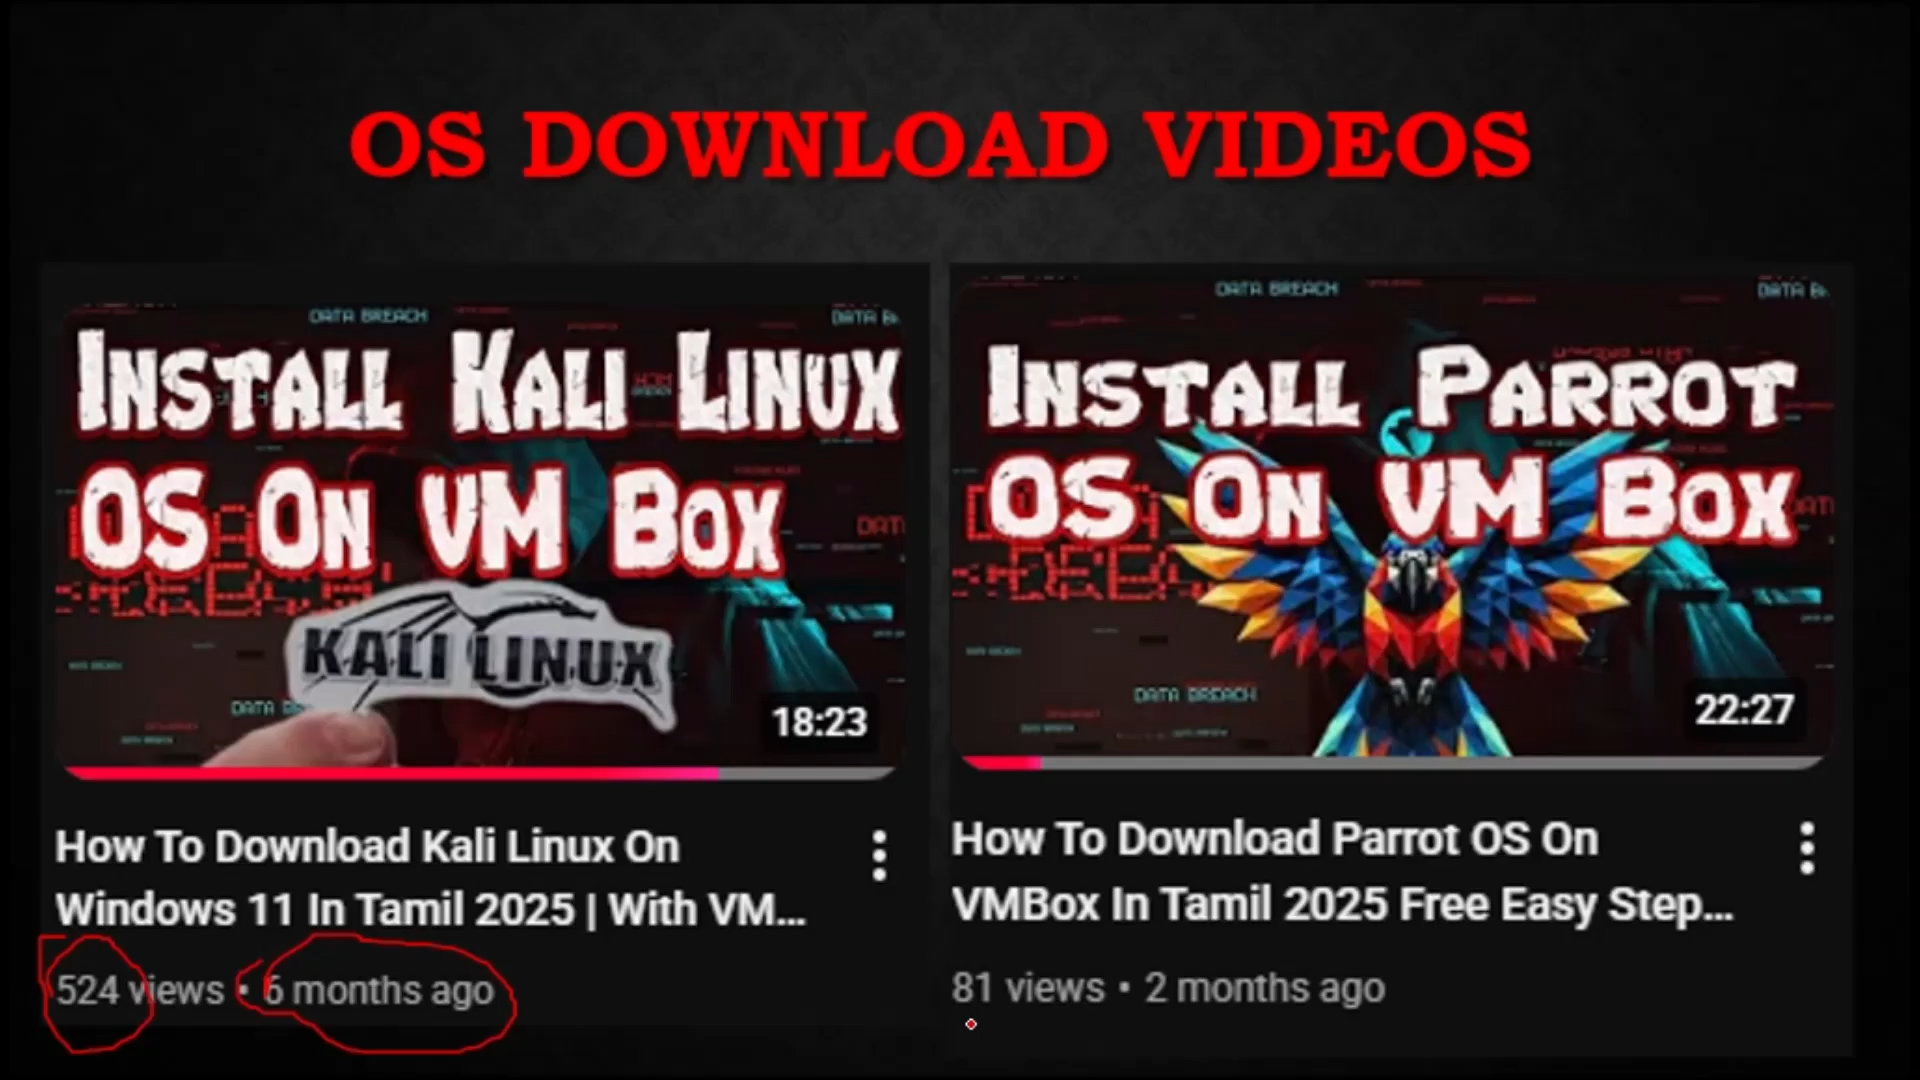 OS DOWNLOAD VIDEOS
DATA BREACH
INSTALL KALI LINUX
OS ON VM BOX
KALI LINUX
18:23
How To Download Kali Linux On
Windows 11 In Tamil 2025 | With VM...
524 views • 6 months ago
DATA BREACH
INSTALL PARROT
OS ON VM BOX
DATA BREACH
22:27
How To Download Parrot OS On
VMBox In Tamil 2025 Free Easy Step...
81 views • 2 months ago